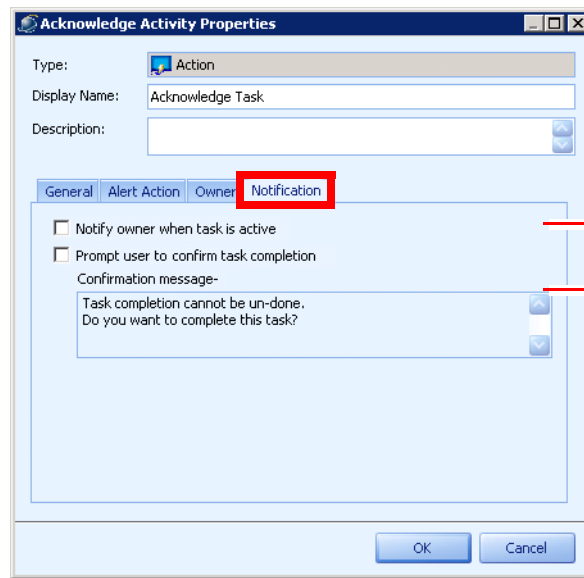 Acknowledge Activity Properties
Type: Action
Display Name: Acknowledge Task
Description:
General Alert Action Owner Notification
Notify owner when task is active
Prompt user to confirm task completion
Confirmation message-
Task completion cannot be un-done.
Do you want to complete this task?
OK Cancel